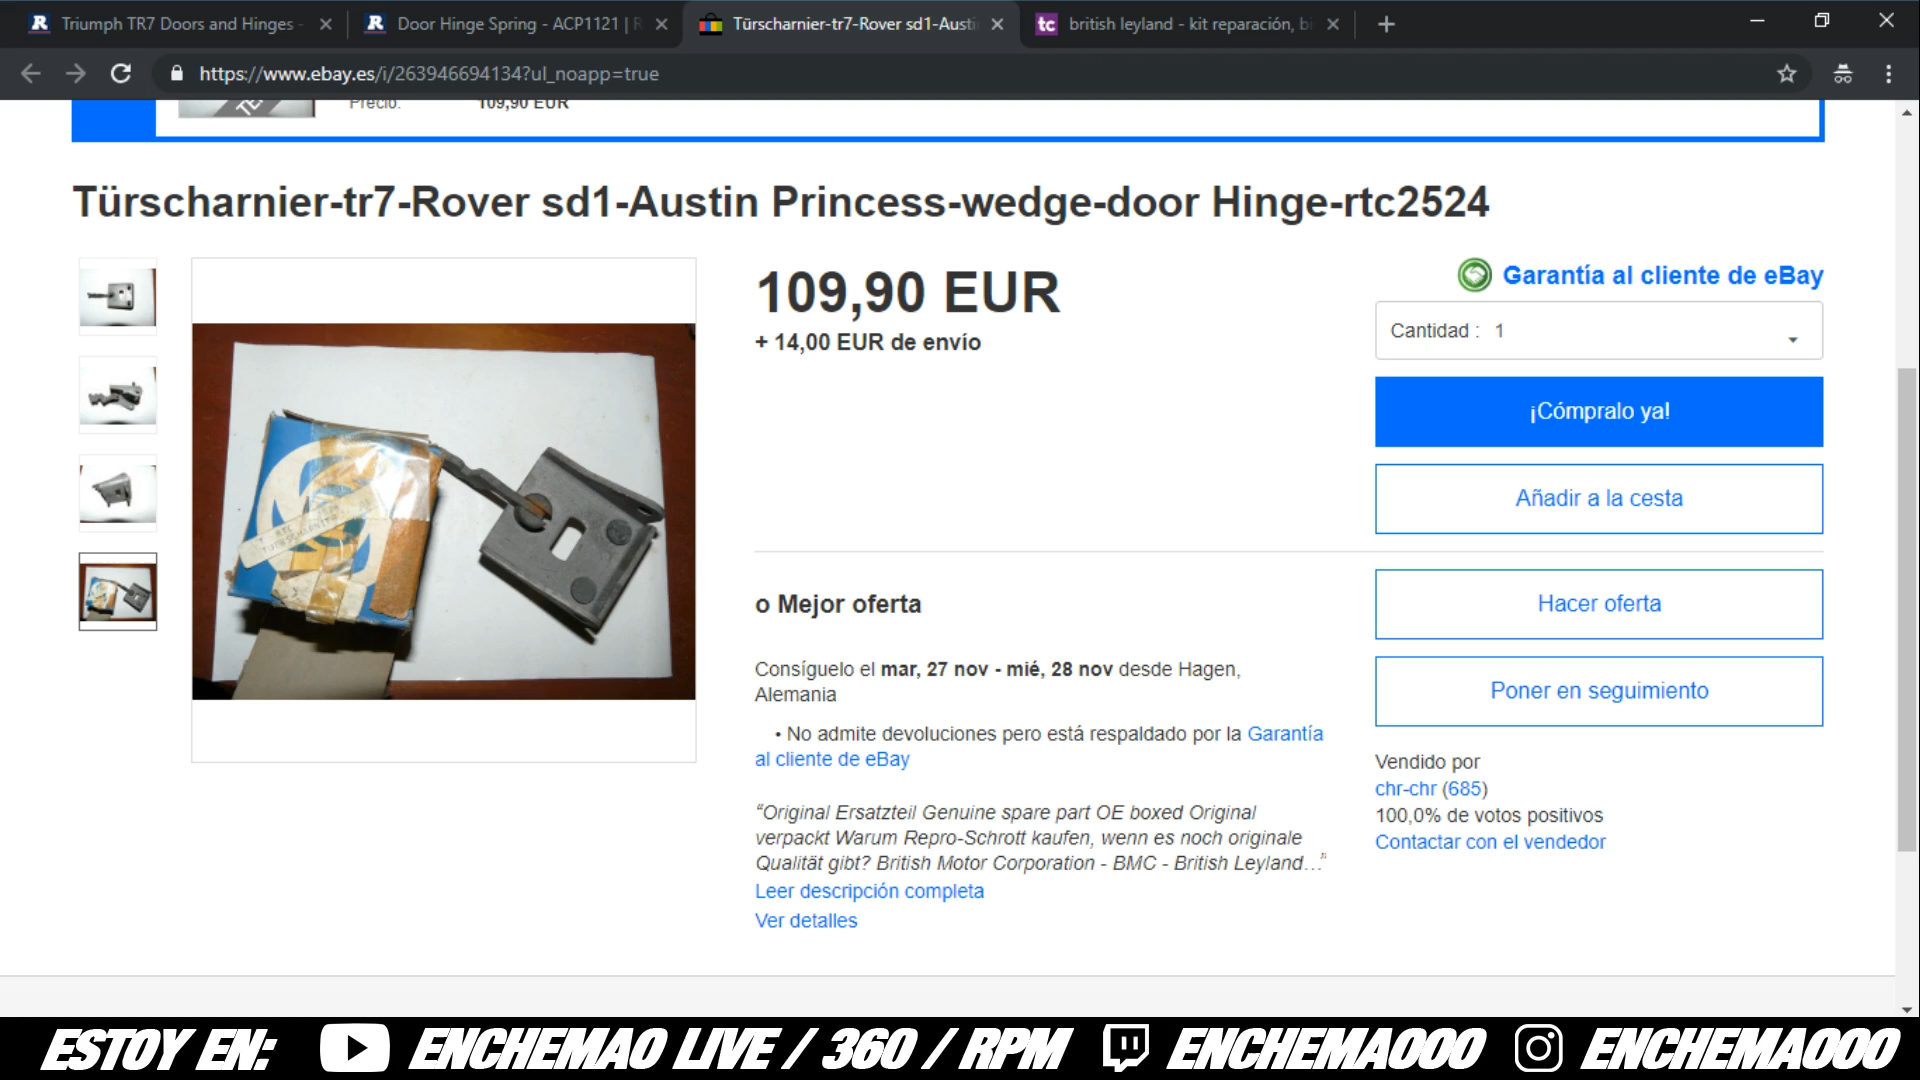 Triumph TR7 Doors and Hinges -
Door Hinge Spring - ACP1121 | R
Türscharnier-tr7-Rover sd1-Austi
tc
british leyland - kit reparación, bi
https://www.ebay.es/i/263946694134?ul_noapp=true
Precio: 109,90 EUR
Türscharnier-tr7-Rover sd1-Austin Princess-wedge-door Hinge-rtc2524
109,90 EUR
+ 14,00 EUR de envío
Garantía al cliente de eBay
Cantidad : 1
¡Cómpralo ya!
Añadir a la cesta
o Mejor oferta
Hacer oferta
Consíguelo el mar, 27 nov - mié, 28 nov desde Hagen,
Alemania
Poner en seguimiento
• No admite devoluciones pero está respaldado por la Garantía
al cliente de eBay
Vendido por
chr-chr (685)
100,0% de votos positivos
Contactar con el vendedor
“Original Ersatzteil Genuine spare part OE boxed Original
verpackt Warum Repro-Schrott kaufen, wenn es noch originale
Qualität gibt? British Motor Corporation - BMC - British Leyland...”
Leer descripción completa
Ver detalles
ESTOY EN: ENCHEMAO LIVE / 360 / RPM ENCHEMAOOO ENCHEMAOOO